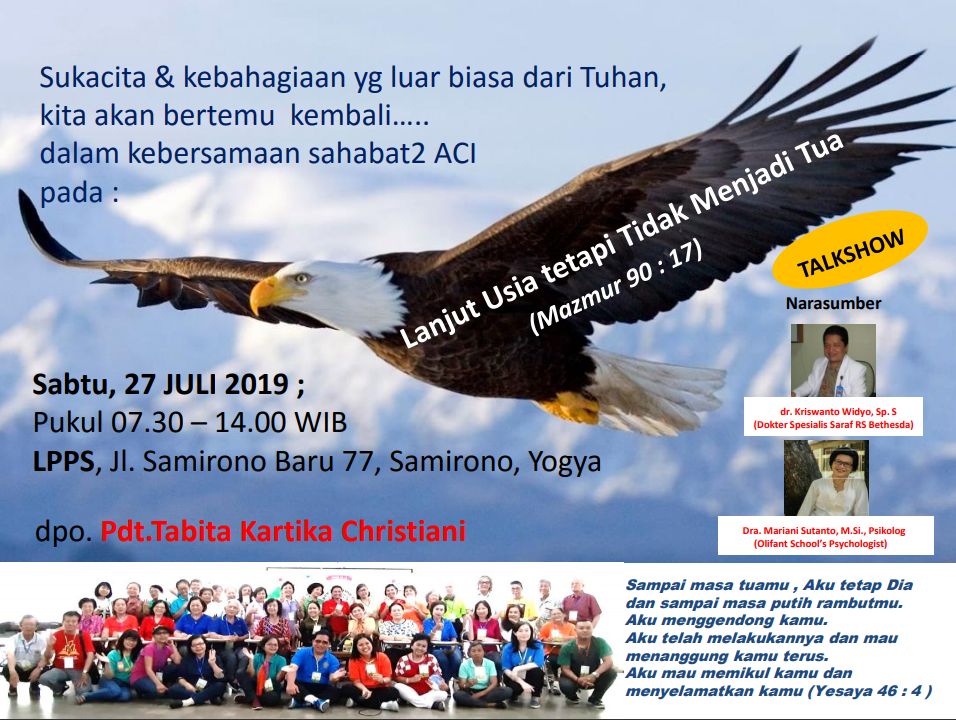 Sukacita & kebahagiaan yg luar biasa dari Tuhan,
kita akan bertemu  kembali.....
dalam kebersamaan sahabat2 ACI
pada :
Lanjut Usia tetapi Tidak Menjadi Tua
(Mazmur 90 : 17)
TALKSHOW
Narasumber
dr. Kriswanto Widyo, Sp. S
(Dokter Spesialis Saraf RS Bethesda)
Dra. Mariani Sutanto, M.Si., Psikolog
(Olifant School's Psychologist)
Sabtu, 27 JULI 2019 ;
Pukul 07.30 – 14.00 WIB
LPPS, Jl. Samirono Baru 77, Samirono, Yogya
dpo. Pdt.Tabita Kartika Christiani
Sampai masa tuamu , Aku tetap Dia
dan sampai masa putih rambutmu.
Aku menggendong kamu.
Aku telah melakukannya dan mau
menanggung kamu terus.
Aku mau memikul kamu dan
menyelamatkan kamu (Yesaya 46 : 4 )